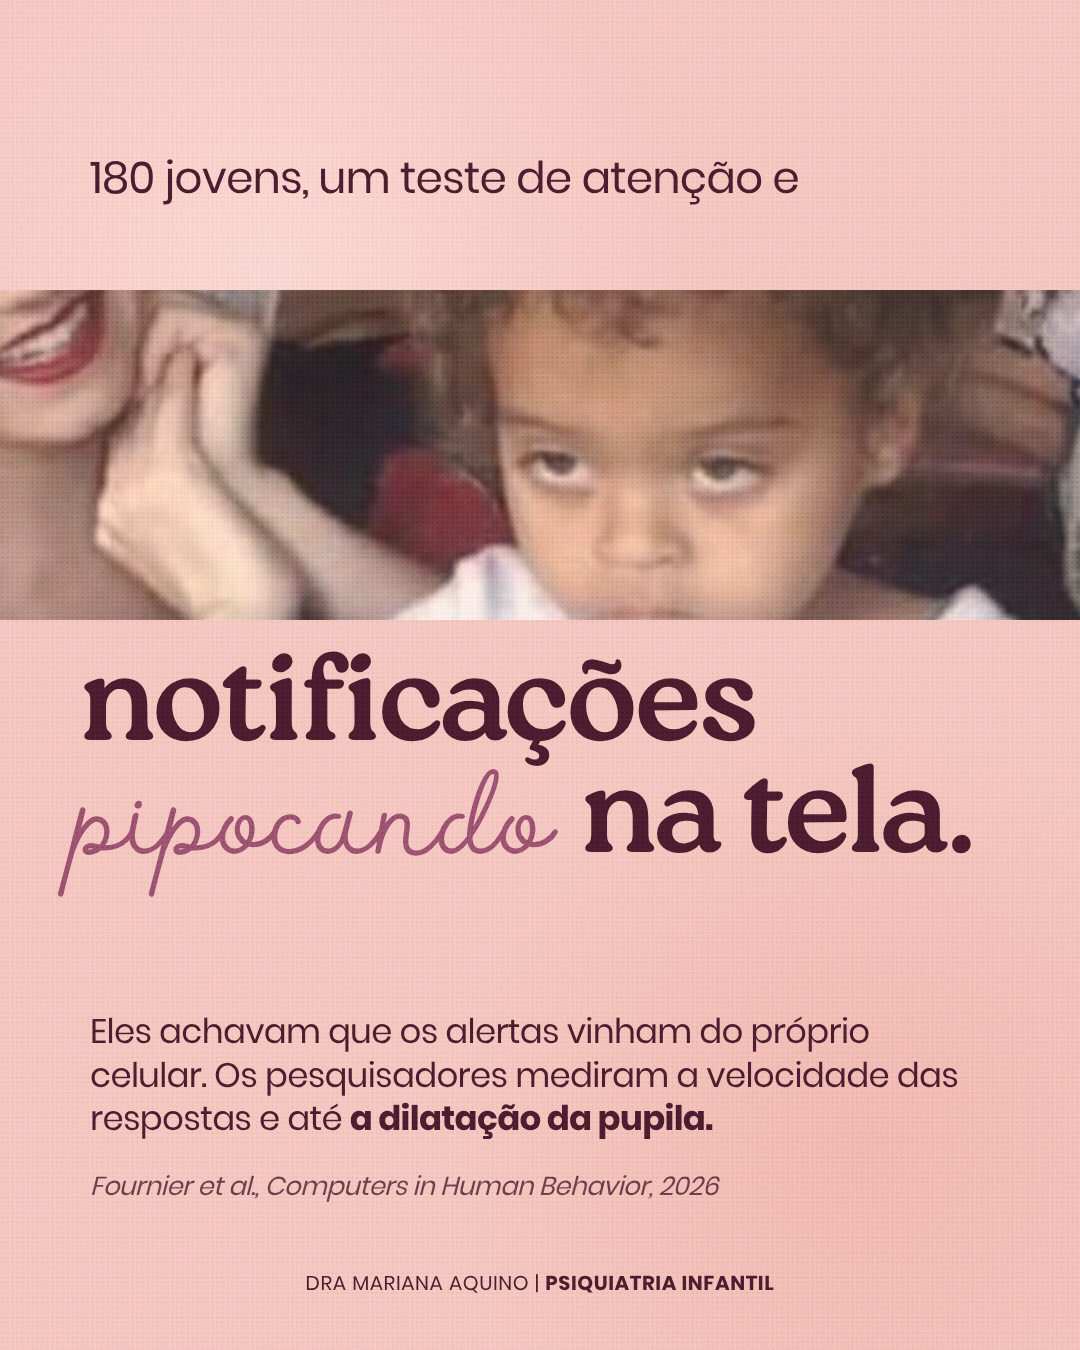 180 jovens, um teste de atenção e
notificações
pipocando na tela.
Eles achavam que os alertas vinham do próprio
celular. Os pesquisadores mediram a velocidade das
respostas e até a dilatação da pupila.
Fournier et al., Computers in Human Behavior, 2026
DRA MARIANA AQUINO | PSIQUIATRIA INFANTIL